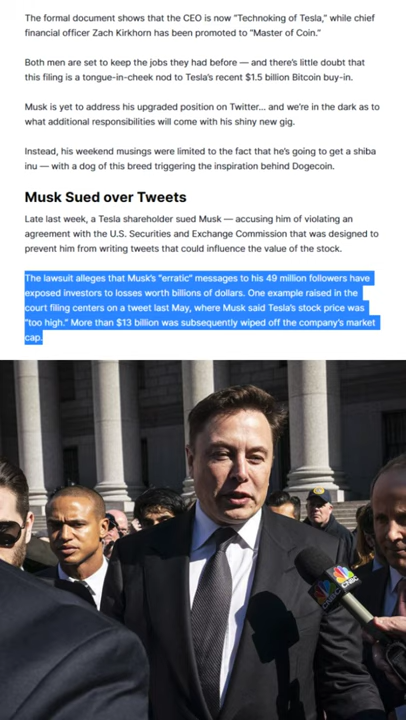 The formal document shows that the CEO is now “Technoking of Tesla,” while chief
financial officer Zach Kirkhorn has been promoted to “Master of Coin.”
Both men are set to keep the jobs they had before — and there’s little doubt that
this filing is a tongue-in-cheek nod to Tesla’s recent $1.5 billion Bitcoin buy-in.
Musk is yet to address his upgraded position on Twitter… and we’re in the dark as to
what additional responsibilities will come with his shiny new gig.
Instead, his weekend musings were limited to the fact that he’s going to get a shiba
inu — with a dog of this breed triggering the inspiration behind Dogecoin.
Musk Sued over Tweets
Late last week, a Tesla shareholder sued Musk — accusing him of violating an
agreement with the U.S. Securities and Exchange Commission that was designed to
prevent him from writing tweets that could influence the value of the stock.
The lawsuit alleges that Musk’s “erratic” messages to his 49 million followers have
exposed investors to losses worth billions of dollars. One example raised in the
court filing centers on a tweet last May, where Musk said Tesla’s stock price was
“too high.” More than $13 billion was subsequently wiped off the company’s market
cap.
CNBC
CNBC